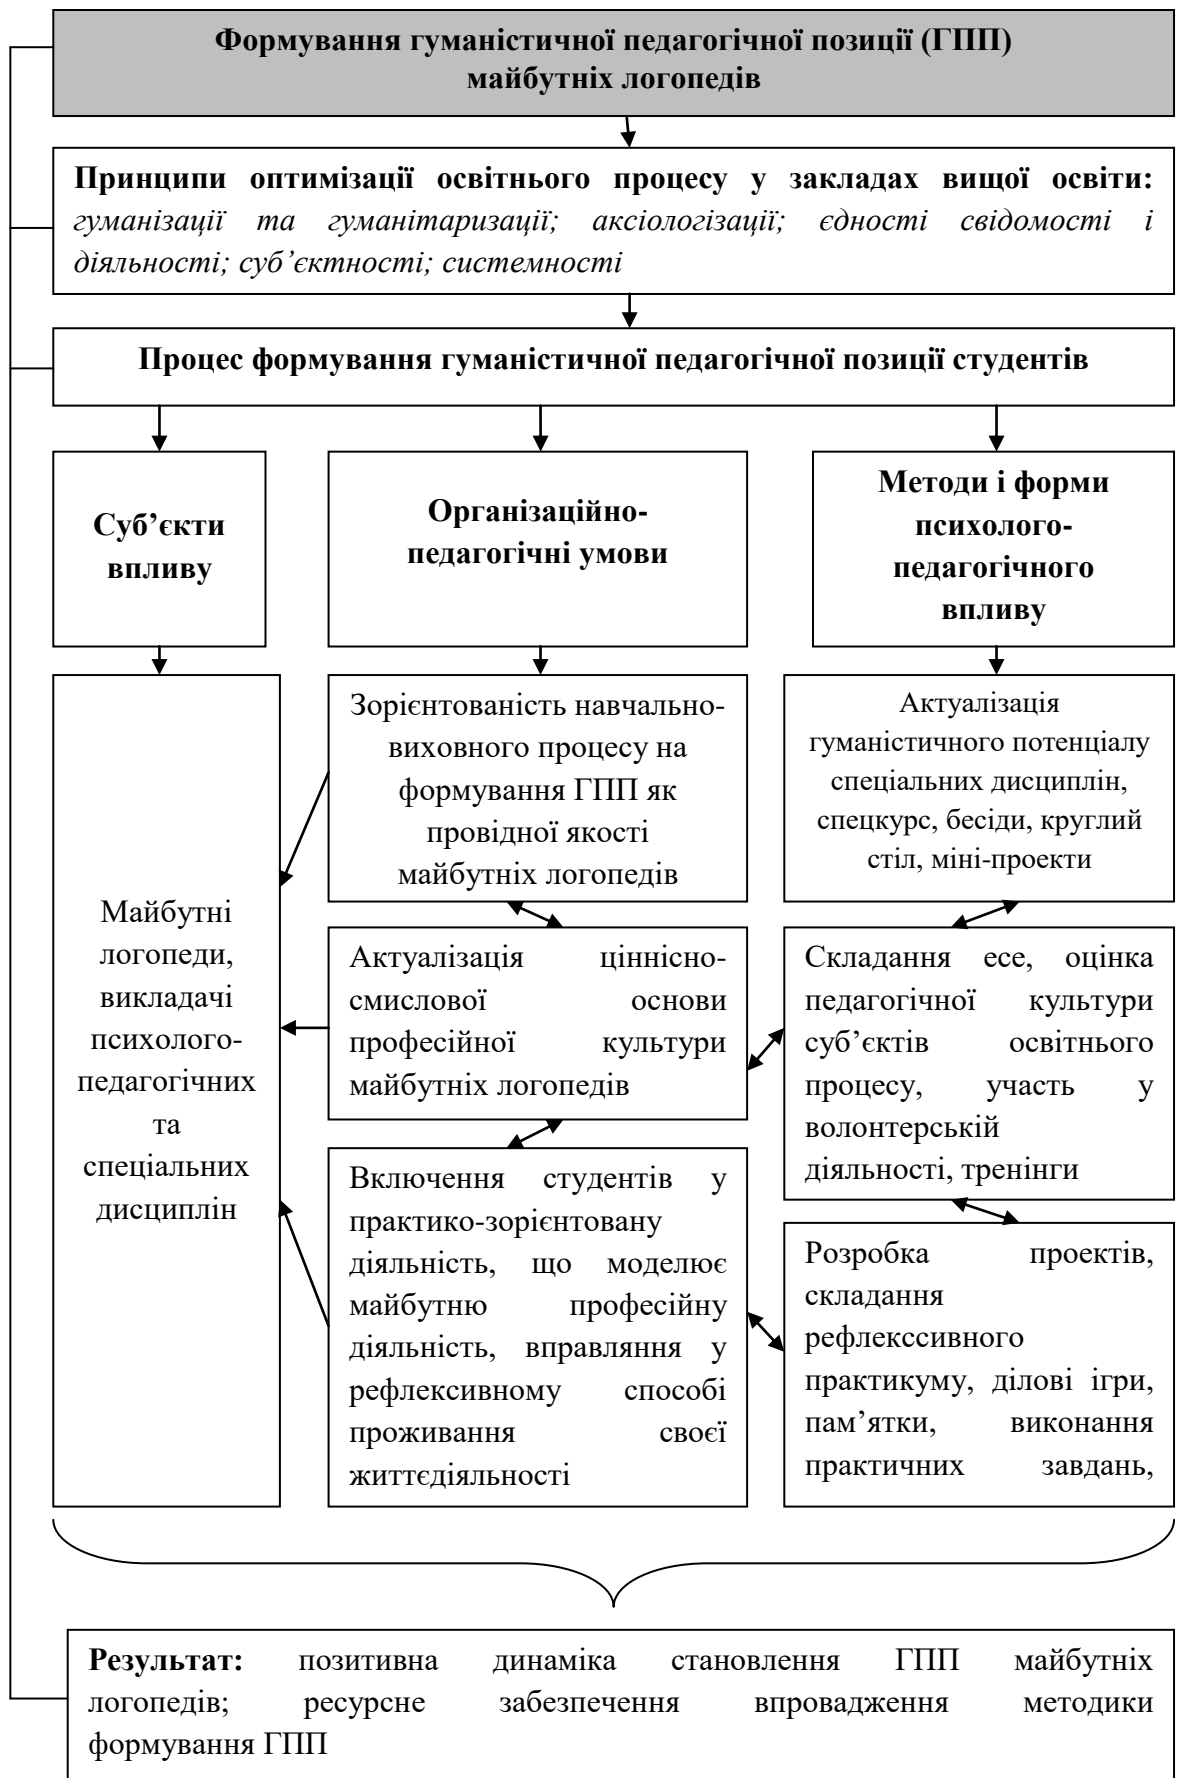 Формування гуманістичної педагогічної позиції (ГПП)
майбутніх логопедів
Принципи оптимізації освітнього процесу у закладах вищої освіти:
гуманізації та гуманітаризації; аксіологізації; єдності свідомості і
діяльності; суб’єктності; системності
Процес формування гуманістичної педагогічної позиції студентів
Суб’єкти
впливу
Організаційно-
педагогічні умови
Методи і форми
психолого-
педагогічного
впливу
Майбутні
логопеди,
викладачі
психолого-
педагогічних
та
спеціальних
дисциплін
Зорієнтованість навчально-
виховного процесу на
формування ГПП як
провідної якості
майбутніх логопедів
Актуалізація ціннісно-
смислової основи
професійної культури
майбутніх логопедів
Включення студентів у
практико-зорієнтовану
діяльність, що моделює
майбутню професійну
діяльність, вправляння у
рефлексивному способі
проживання своєї
життєдіяльності
Актуалізація
гуманістичного потенціалу
спеціальних дисциплін,
спецкурс, бесіди, круглий
стіл, міні-проекти
Складання есе, оцінка
педагогічної культури
суб’єктів освітнього
процесу, участь у
волонтерській
діяльності, тренінги
Розробка проектів,
складання
рефлекссивного
практикуму, ділові ігри,
пам’ятки, виконання
практичних завдань,
Результат: позитивна динаміка становлення ГПП майбутніх
логопедів; ресурсне забезпечення впровадження методики
формування ГПП